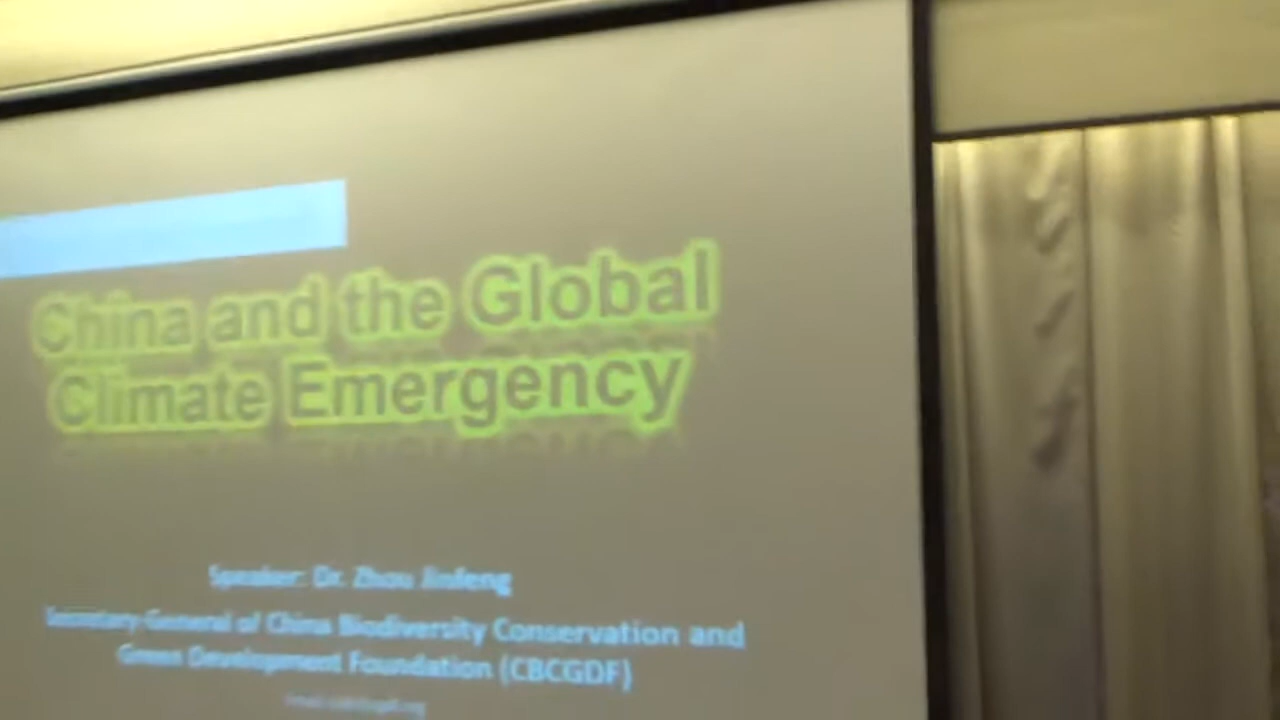 China and the Global
Climate Emergency
Speaker: Dr. Zhou Jinfeng
Secretary-General of China Biodiversity Conservation and
Green Development Foundation (CBCGDF)